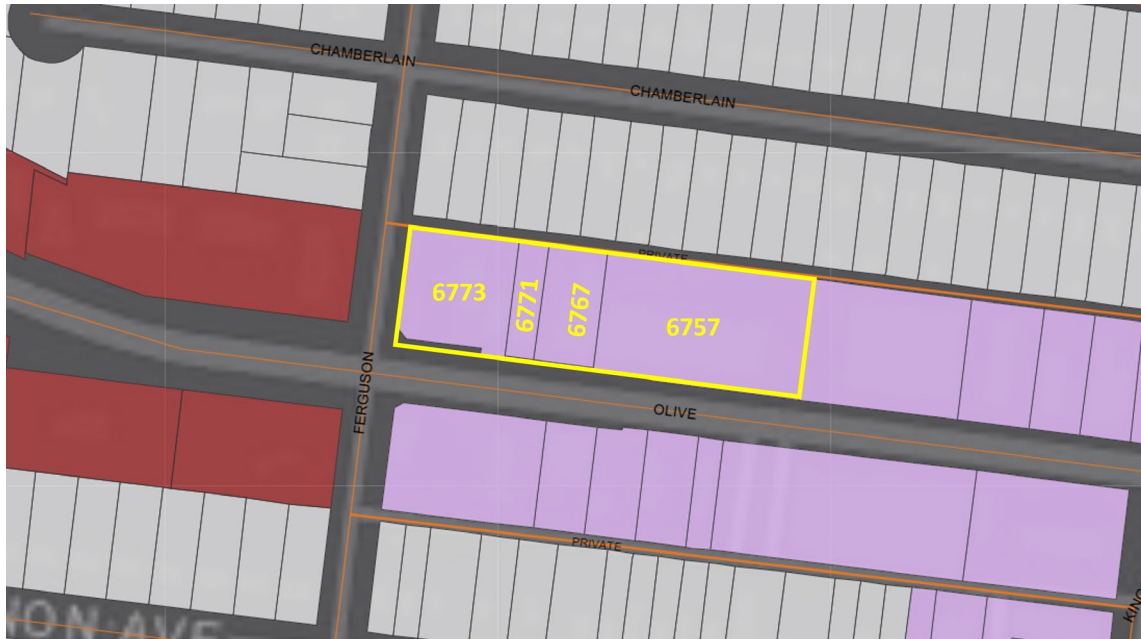 CHAMBERLAIN
CHAMBERLAIN
PRIVATE
6773
6771
6767
6757
FERGUSON
OLIVE
PRIVATE